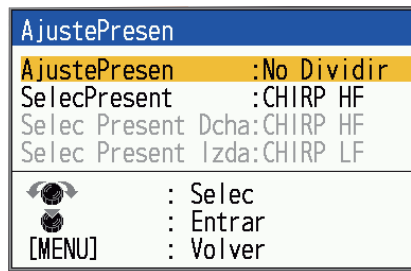 AjustePresen
AjustePresen :No Dividir
SelecPresent :CHIRP HF
Selec Present Dcha:CHIRP HF
Selec Present Izda:CHIRP LF
: Selec
: Entrar
[MENU] : Volver